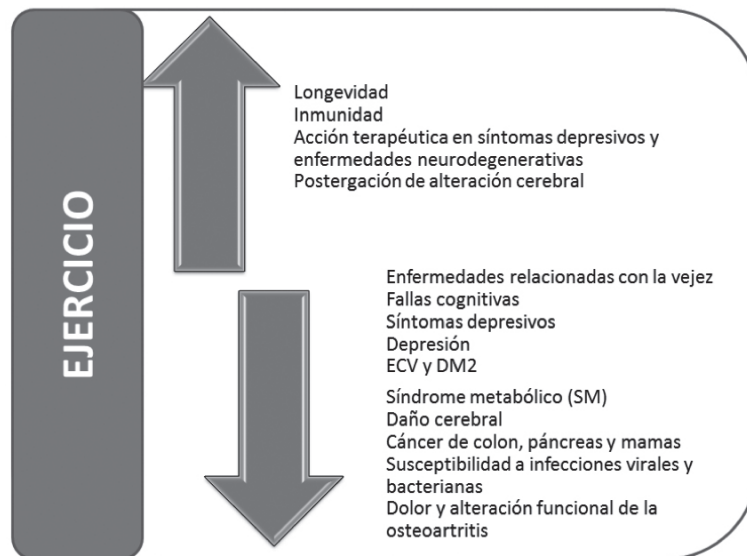 EJERCICIO
Longevidad
Inmunidad
Acción terapéutica en síntomas depresivos y
enfermedades neurodegenerativas
Postergación de alteración cerebral
Enfermedades relacionadas con la vejez
Fallas cognitivas
Síntomas depresivos
Depresión
ECV y DM2
Síndrome metabólico (SM)
Daño cerebral
Cáncer de colon, páncreas y mamas
Susceptibilidad a infecciones virales y
bacterianas
Dolor y alteración funcional de la
osteoartritis